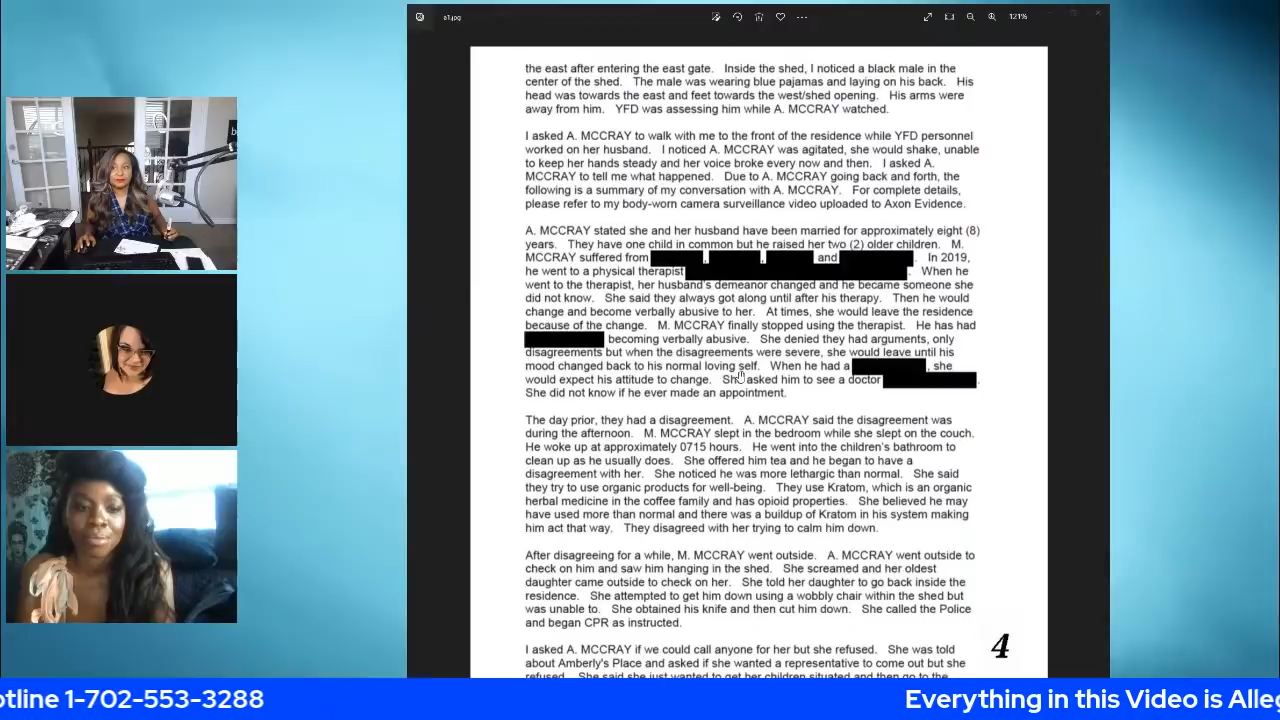 a1.jpg
121%
the east after entering the east gate. Inside the shed, I noticed a black male in the
center of the shed. The male was wearing blue pajamas and laying on his back. His
head was towards the east and feet towards the west/shed opening. His arms were
away from him. YFD was assessing him while A. MCCRAY watched.
I asked A. MCCRAY to walk with me to the front of the residence while YFD personnel
worked on her husband. I noticed A. MCCRAY was agitated, she would shake, unable
to keep her hands steady and her voice broke every now and then. I asked A.
MCCRAY to tell me what happened. Due to A. MCCRAY going back and forth, the
following is a summary of my conversation with A. MCCRAY. For complete details,
please refer to my body-worn camera surveillance video uploaded to Axon Evidence.
A. MCCRAY stated she and her husband have been married for approximately eight (8)
years. They have one child in common but he raised her two (2) older children. M.
MCCRAY suffered from , , and . In 2019,
he went to a physical therapist . When he
went to the therapist, her husband's demeanor changed and he became someone she
did not know. She said they always got along until after his therapy. Then he would
change and become verbally abusive to her. At times, she would leave the residence
because of the change. M. MCCRAY finally stopped using the therapist. He has had
becoming verbally abusive. She denied they had arguments, only
disagreements but when the disagreements were severe, she would leave until his
mood changed back to his normal loving self. When he had a , she
would expect his attitude to change. She asked him to see a doctor .
She did not know if he ever made an appointment.
The day prior, they had a disagreement. A. MCCRAY said the disagreement was
during the afternoon. M. MCCRAY slept in the bedroom while she slept on the couch.
He woke up at approximately 0715 hours. He went into the children's bathroom to
clean up as he usually does. She offered him tea and he began to have a
disagreement with her. She noticed he was more lethargic than normal. She said
they try to use organic products for well-being. They use Kratom, which is an organic
herbal medicine in the coffee family and has opioid properties. She believed he may
have used more than normal and there was a buildup of Kratom in his system making
him act that way. They disagreed with her trying to calm him down.
After disagreeing for a while, M. MCCRAY went outside. A. MCCRAY went outside to
check on him and saw him hanging in the shed. She screamed and her oldest
daughter came outside to check on her. She told her daughter to go back inside the
residence. She attempted to get him down using a wobbly chair within the shed but
was unable to. She obtained his knife and then cut him down. She called the Police
and began CPR as instructed.
I asked A. MCCRAY if we could call anyone for her but she refused. She was told
about Amberly's Place and asked if she wanted a representative to come out but she
refused. She said she just wanted to get her children situated and then go to the
4
otline 1-702-553-3288
Everything in this Video is Alleg